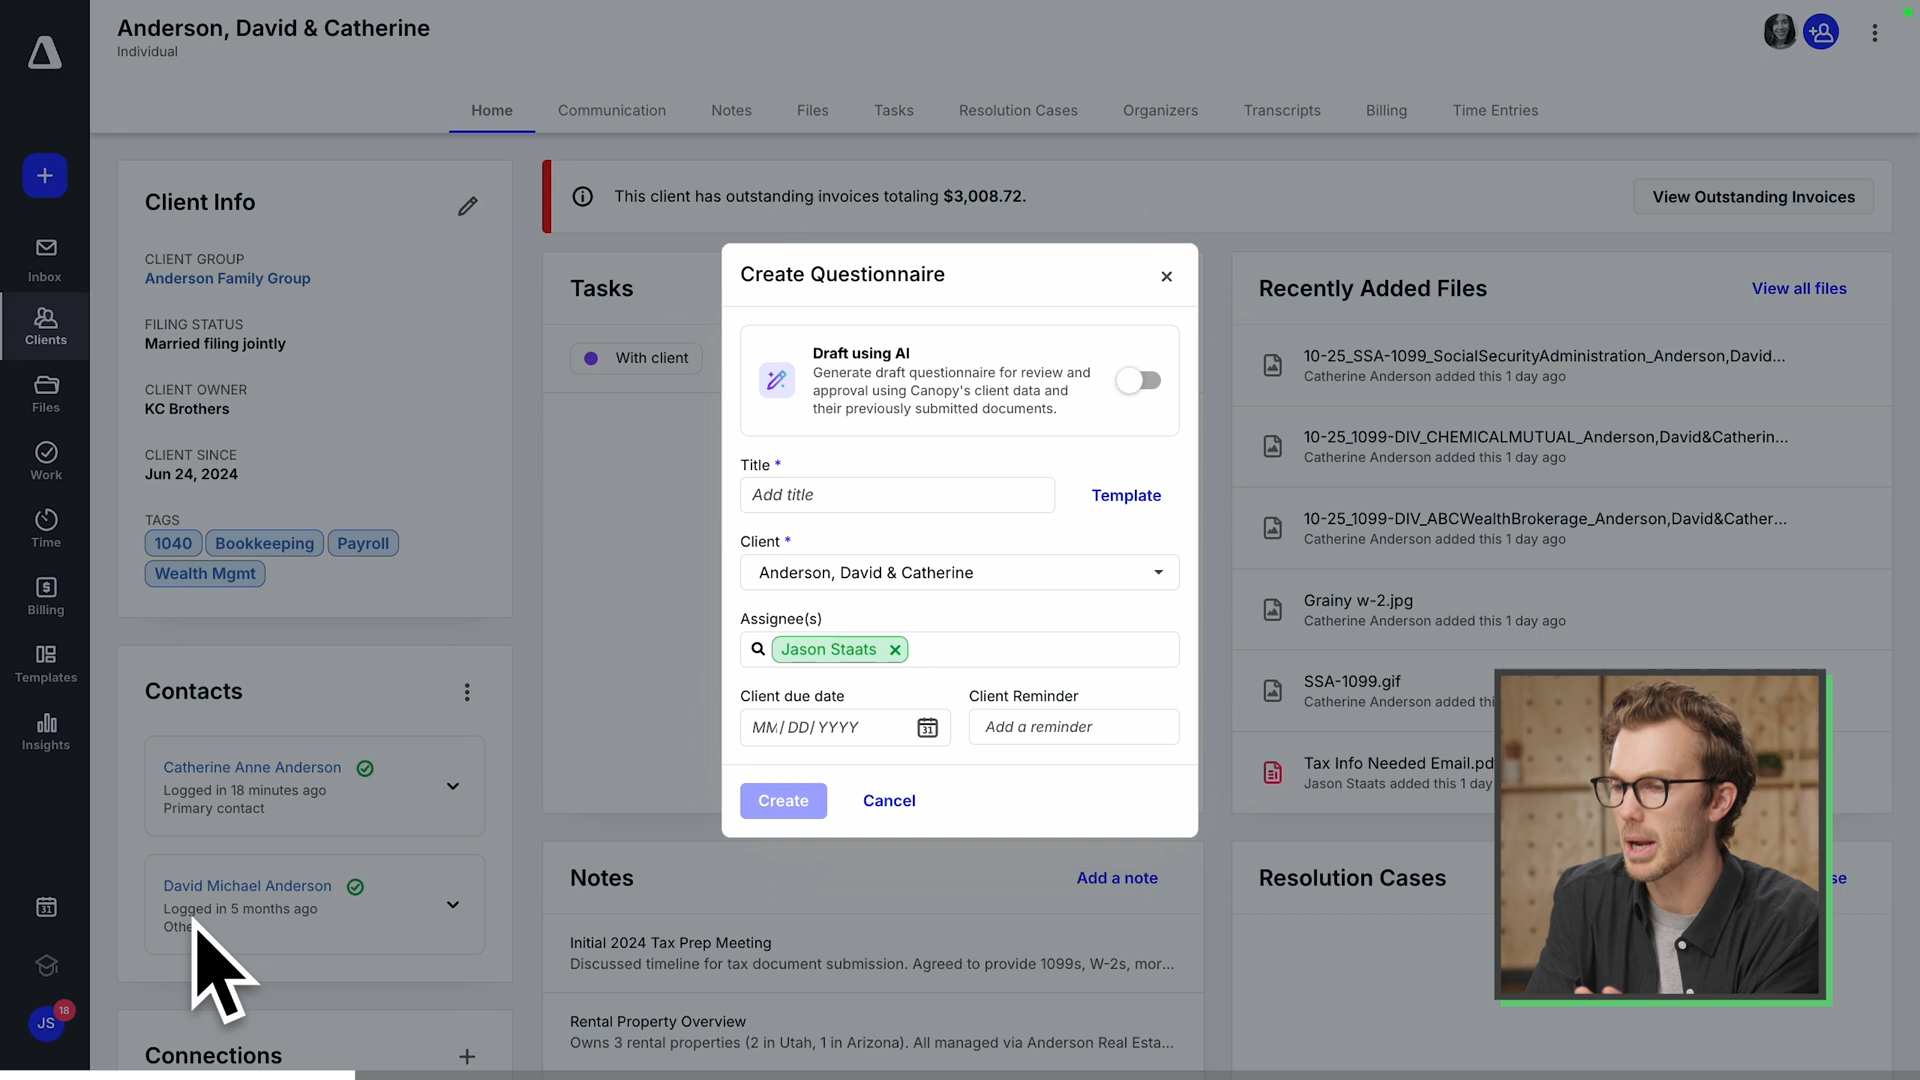 Anderson, David & Catherine
Individual
Home
Communication
Notes
Files
Tasks
Resolution Cases
Organizers
Transcripts
Billing
Time Entries
Inbox
Clients
Files
Work
Time
Billing
Templates
Insights
31
JS
18
Client Info
CLIENT GROUP
Anderson Family Group
FILING STATUS
Married filing jointly
CLIENT OWNER
KC Brothers
CLIENT SINCE
Jun 24, 2024
TAGS
1040
Bookkeeping
Payroll
Wealth Mgmt
Contacts
Catherine Anne Anderson
Logged in 18 minutes ago
Primary contact
David Michael Anderson
Logged in 5 months ago
Othe
Connections
This client has outstanding invoices totaling $3,008.72.
View Outstanding Invoices
Tasks
With client
Create Questionnaire
Draft using AI
Generate draft questionnaire for review and
approval using Canopy's client data and
their previously submitted documents.
Title *
Add title
Template
Client *
Anderson, David & Catherine
Assignee(s)
Jason Staats
Client due date
MM/ DD/ YYYY
31
Client Reminder
Add a reminder
Create
Cancel
Notes
Add a note
Initial 2024 Tax Prep Meeting
Discussed timeline for tax document submission. Agreed to provide 1099s, W-2s, mor...
Rental Property Overview
Owns 3 rental properties (2 in Utah, 1 in Arizona). All managed via Anderson Real Esta...
Recently Added Files
View all files
10-25_SSA-1099_SocialSecurityAdministration_Anderson,David...
Catherine Anderson added this 1 day ago
10-25_1099-DIV_CHEMICALMUTUAL_Anderson,David&Catherin...
Catherine Anderson added this 1 day ago
10-25_1099-DIV_ABCWealthBrokerage_Anderson,David&Cather...
Catherine Anderson added this 1 day ago
Grainy w-2.jpg
Catherine Anderson added this 1 day ago
SSA-1099.gif
Catherine Anderson added thi
Tax Info Needed Email.pd
Jason Staats added this 1 day
Resolution Cases
se